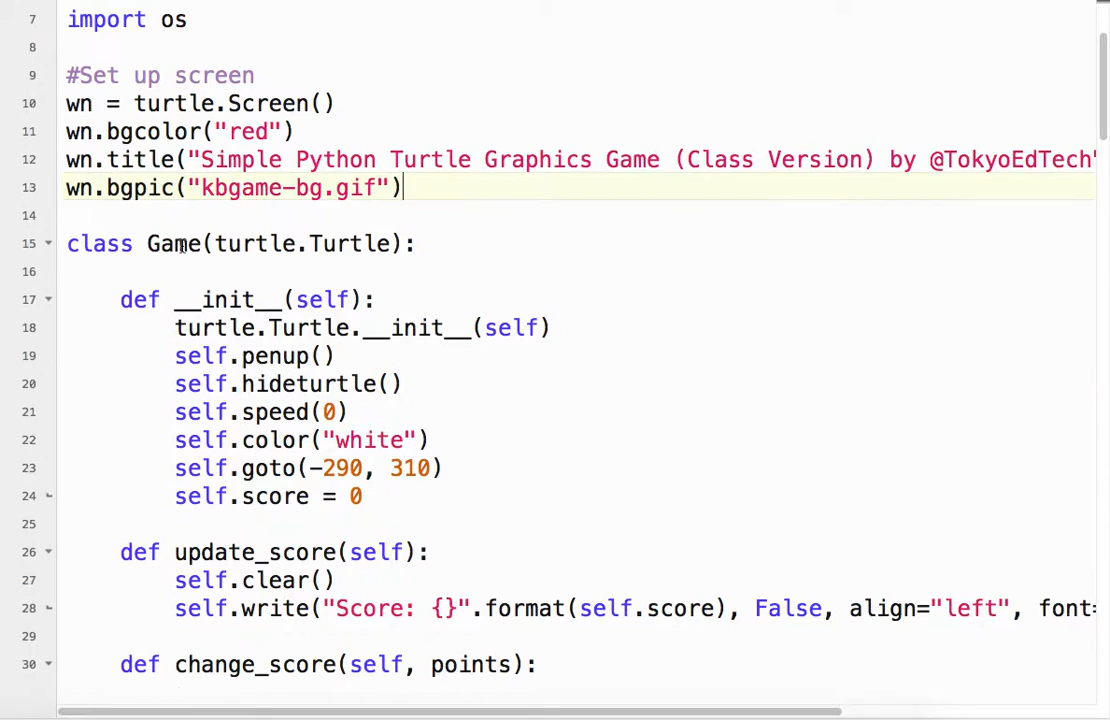 7 import os
8
9 #Set up screen
10 wn = turtle.Screen()
11 wn.bgcolor("red")
12 wn.title("Simple Python Turtle Graphics Game (Class Version) by @TokyoEdTech"
13 wn.bgpic("kbgame-bg.gif")
14
15 class Game(turtle.Turtle):
16
17 def __init__(self):
18 turtle.Turtle.__init__(self)
19 self.penup()
20 self.hideturtle()
21 self.speed(0)
22 self.color("white")
23 self.goto(-290, 310)
24 self.score = 0
25
26 def update_score(self):
27 self.clear()
28 self.write("Score: {}".format(self.score), False, align="left", font=
29
30 def change_score(self, points):